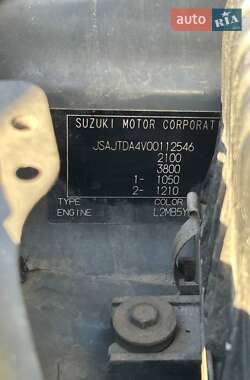 auto RIA
SUZUKI MOTOR CORPORAT
JSAJTDA4V00112546
2100
3800
1- 1050
2- 1210
TYPE COLOR
ENGINE L2MB5Y